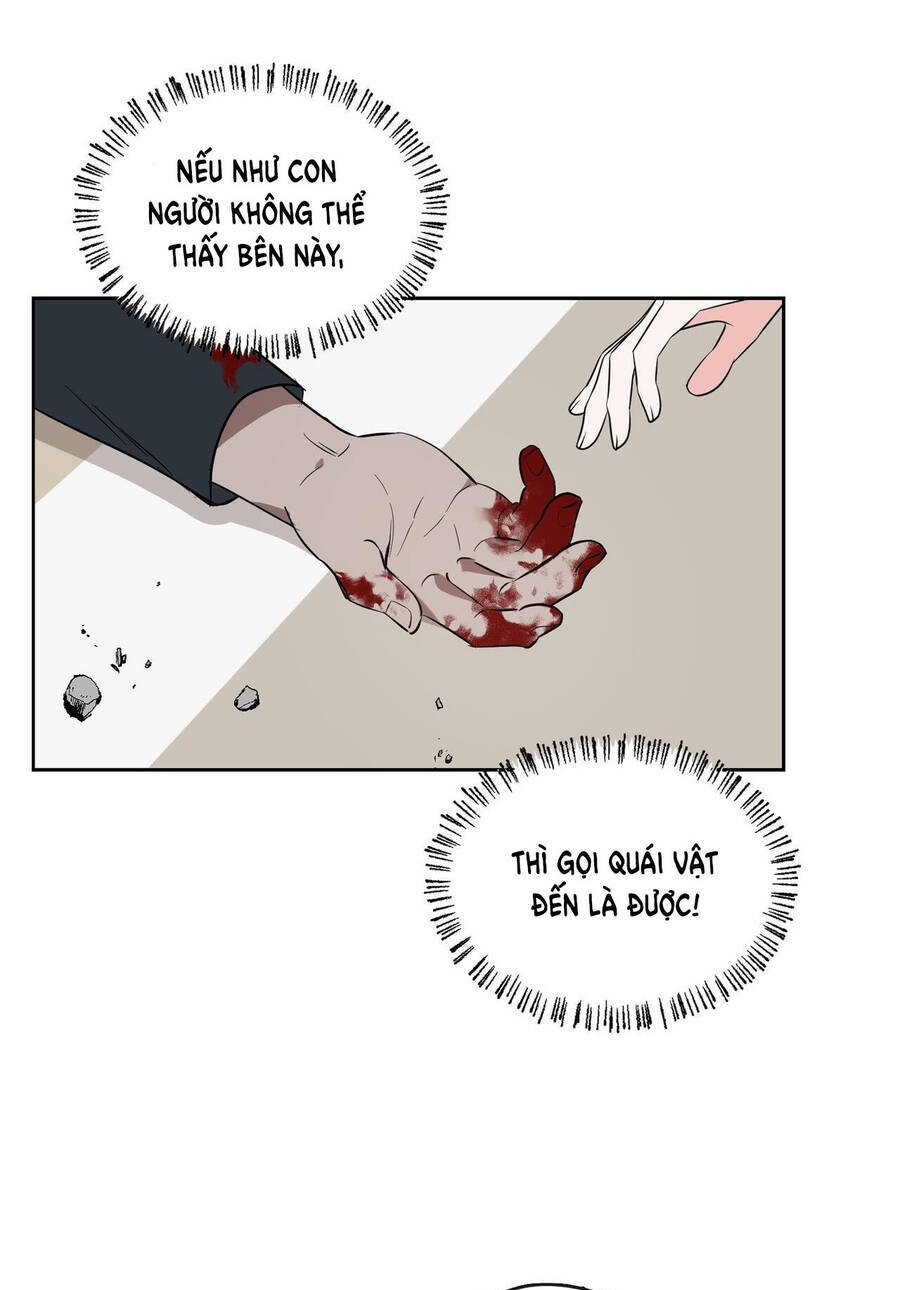 NẾU NHƯ CON
NGƯỜI KHÔNG THỂ
THẤY BÊN NÀY,
THÌ GỌI QUÁI VẬT
ĐẾN LÀ ĐƯỢC!